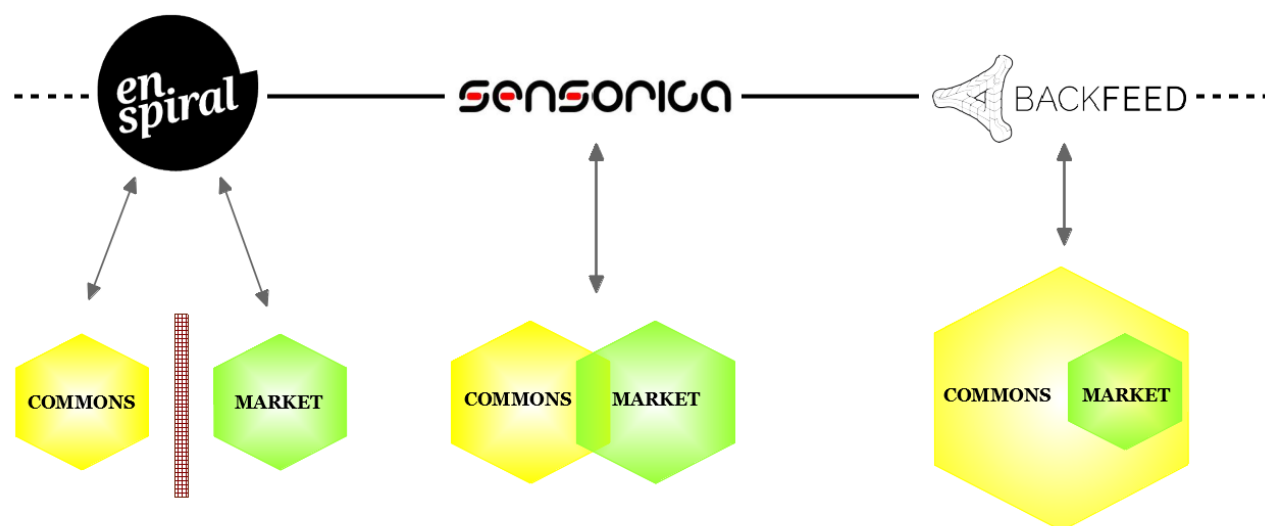 en.
spiral
sensorica
BACKFEED
COMMONS
MARKET
COMMONS
MARKET
COMMONS
MARKET